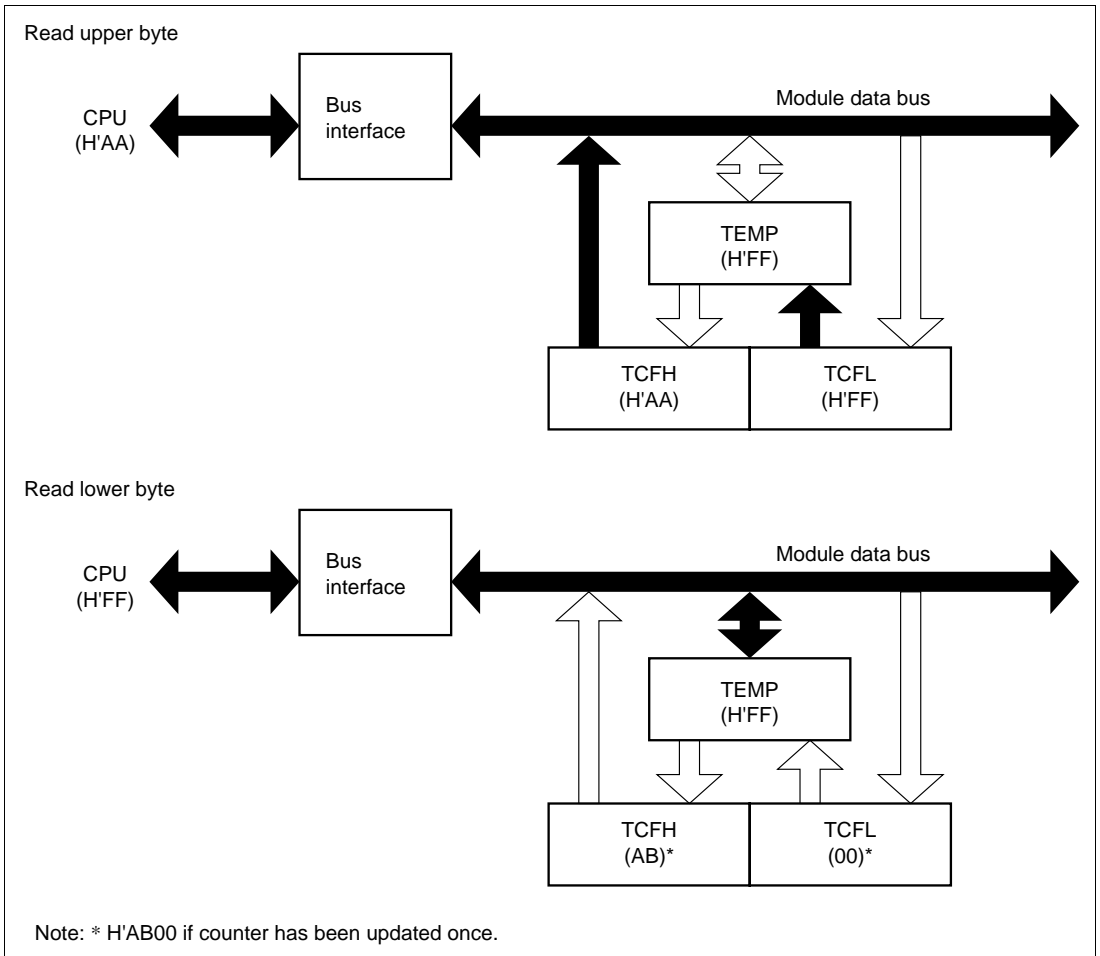 Read upper byte
CPU
(H'AA)
Bus
interface
Module data bus
TEMP
(H'FF)
TCFH
(H'AA)
TCFL
(H'FF)
Read lower byte
CPU
(H'FF)
Bus
interface
Module data bus
TEMP
(H'FF)
TCFH
(AB)*
TCFL
(00)*
Note: * H'AB00 if counter has been updated once.